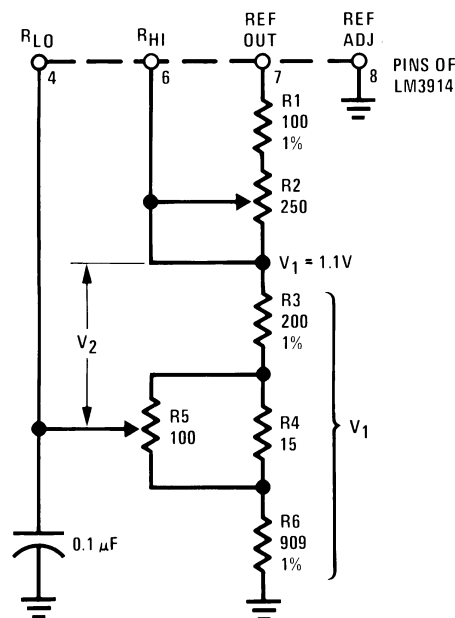 RLO
4
RHI
6
REF
OUT
7
REF
ADJ
8
PINS OF
LM3914
R1
100
1%
R2
250
V1 = 1.1V
R3
200
1%
V2
R5
100
R4
15
V1
0.1 µF
R6
909
1%